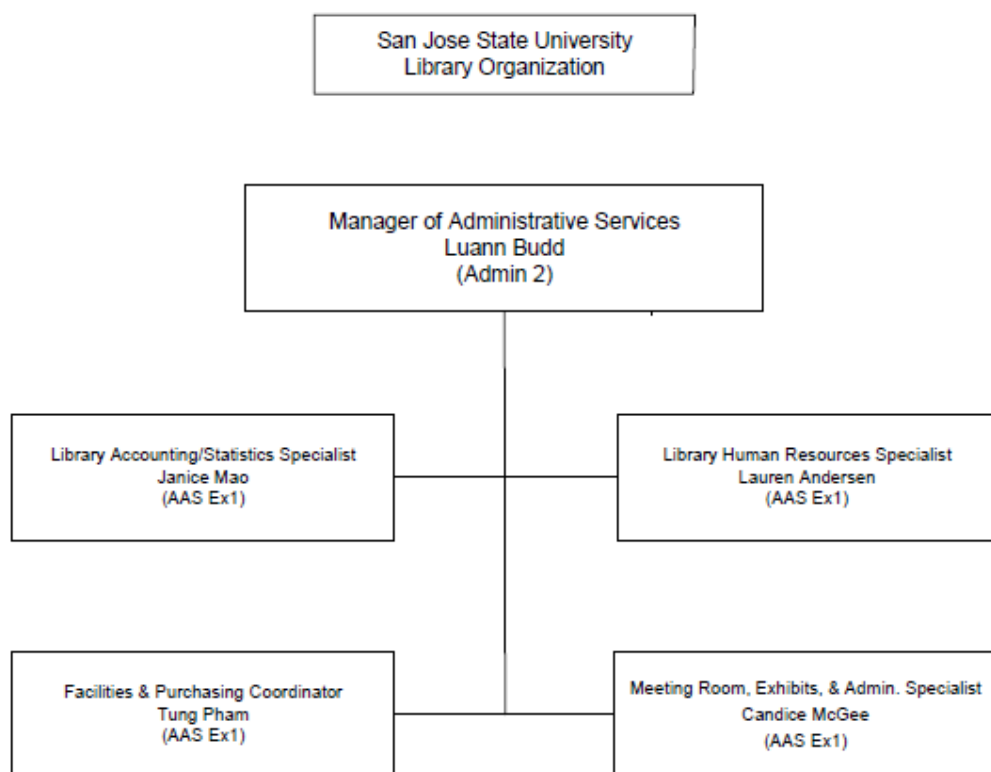 San Jose State University
Library Organization
Manager of Administrative Services
Luann Budd
(Admin 2)
Library Accounting/Statistics Specialist
Janice Mao
(AAS Ex1)
Library Human Resources Specialist
Lauren Andersen
(AAS Ex1)
Facilities & Purchasing Coordinator
Tung Pham
(AAS Ex1)
Meeting Room, Exhibits, & Admin. Specialist
Candice McGee
(AAS Ex1)